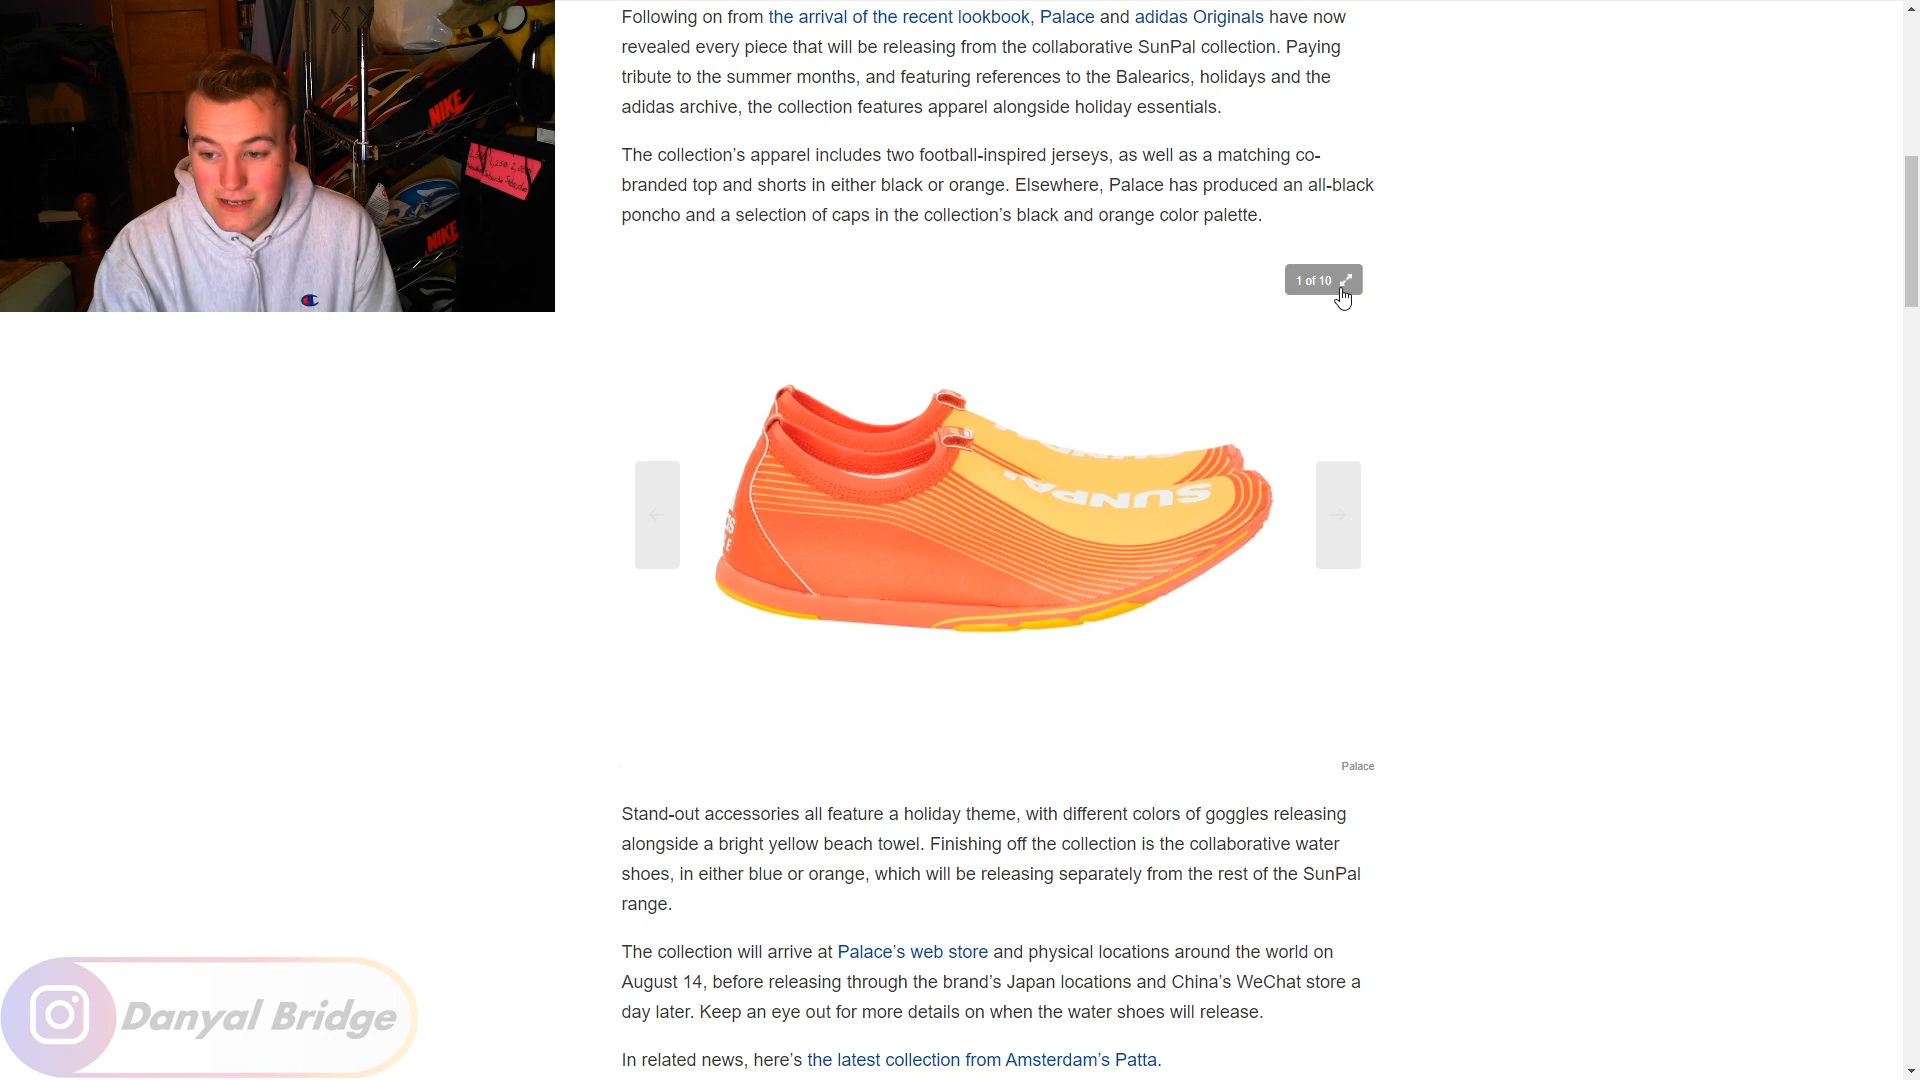 Following on from the arrival of the recent lookbook, Palace and adidas Originals have now
revealed every piece that will be releasing from the collaborative SunPal collection. Paying
tribute to the summer months, and featuring references to the Balearics, holidays and the
adidas archive, the collection features apparel alongside holiday essentials.
The collection’s apparel includes two football-inspired jerseys, as well as a matching co-
branded top and shorts in either black or orange. Elsewhere, Palace has produced an all-black
poncho and a selection of caps in the collection’s black and orange color palette.
NIKE
NIKE
1 of 10
SUNPAL
Palace
Stand-out accessories all feature a holiday theme, with different colors of goggles releasing
alongside a bright yellow beach towel. Finishing off the collection is the collaborative water
shoes, in either blue or orange, which will be releasing separately from the rest of the SunPal
range.
The collection will arrive at Palace’s web store and physical locations around the world on
August 14, before releasing through the brand’s Japan locations and China’s WeChat store a
day later. Keep an eye out for more details on when the water shoes will release.
In related news, here’s the latest collection from Amsterdam’s Patta.
Danyal Bridge